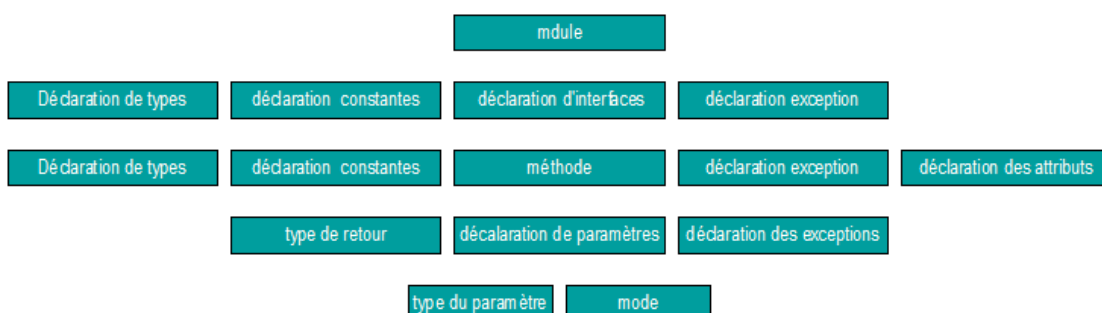 mdule
Déclaration de types
déclaration constantes
déclaration d'interfaces
déclaration exception
Déclaration de types
déclaration constantes
méthode
déclaration exception
déclaration des attributs
type de retour
décalaration de paramètres
déclaration des exceptions
type du paramètre
mode